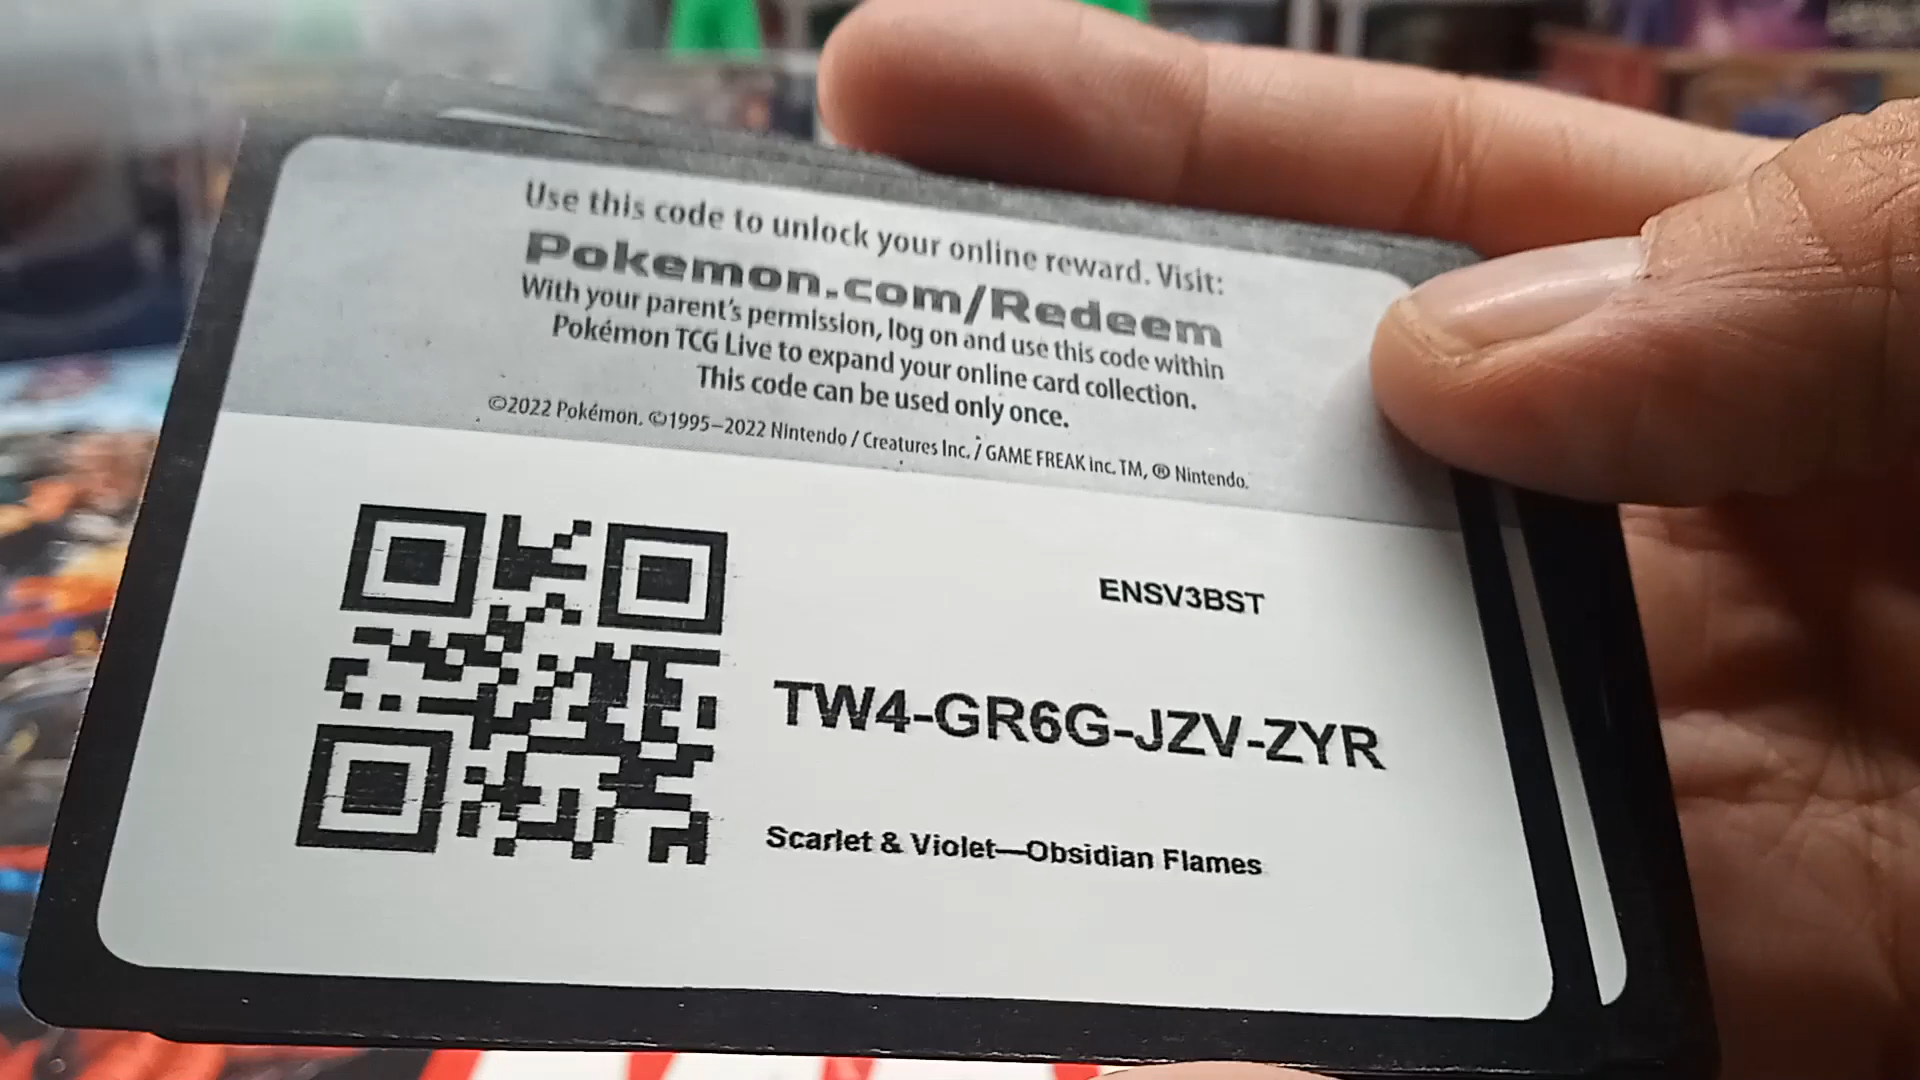 Use this code to unlock your online reward. Visit:
Pokemon.com/Redeem
With your parent's permission, log on and use this code within
Pokémon TCG Live to expand your online card collection.
This code can be used only once.
©2022 Pokémon. ©1995–2022 Nintendo / Creatures Inc. / GAME FREAK inc. TM, ® Nintendo.
ENSV3BST
TW4-GR6G-JZV-ZYR
Scarlet & Violet—Obsidian Flames